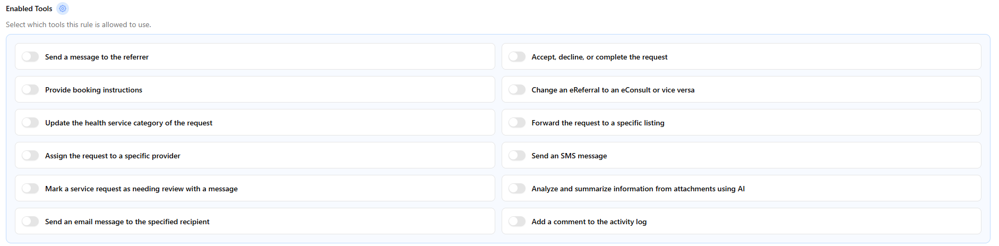 Enabled Tools
Select which tools this rule is allowed to use.
Send a message to the referrer
Accept, decline, or complete the request
Provide booking instructions
Change an eReferral to an eConsult or vice versa
Update the health service category of the request
Forward the request to a specific listing
Assign the request to a specific provider
Send an SMS message
Mark a service request as needing review with a message
Analyze and summarize information from attachments using AI
Send an email message to the specified recipient
Add a comment to the activity log